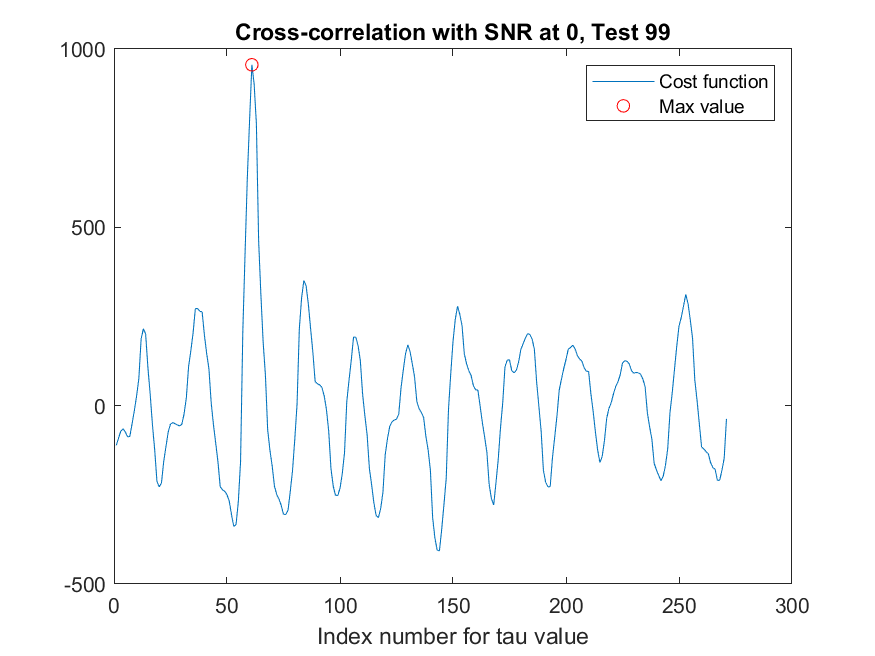 Cross-correlation with SNR at 0, Test 99
1000
500
0
-500
Cost function
Max value
0 50 100 150 200 250 300
Index number for tau value